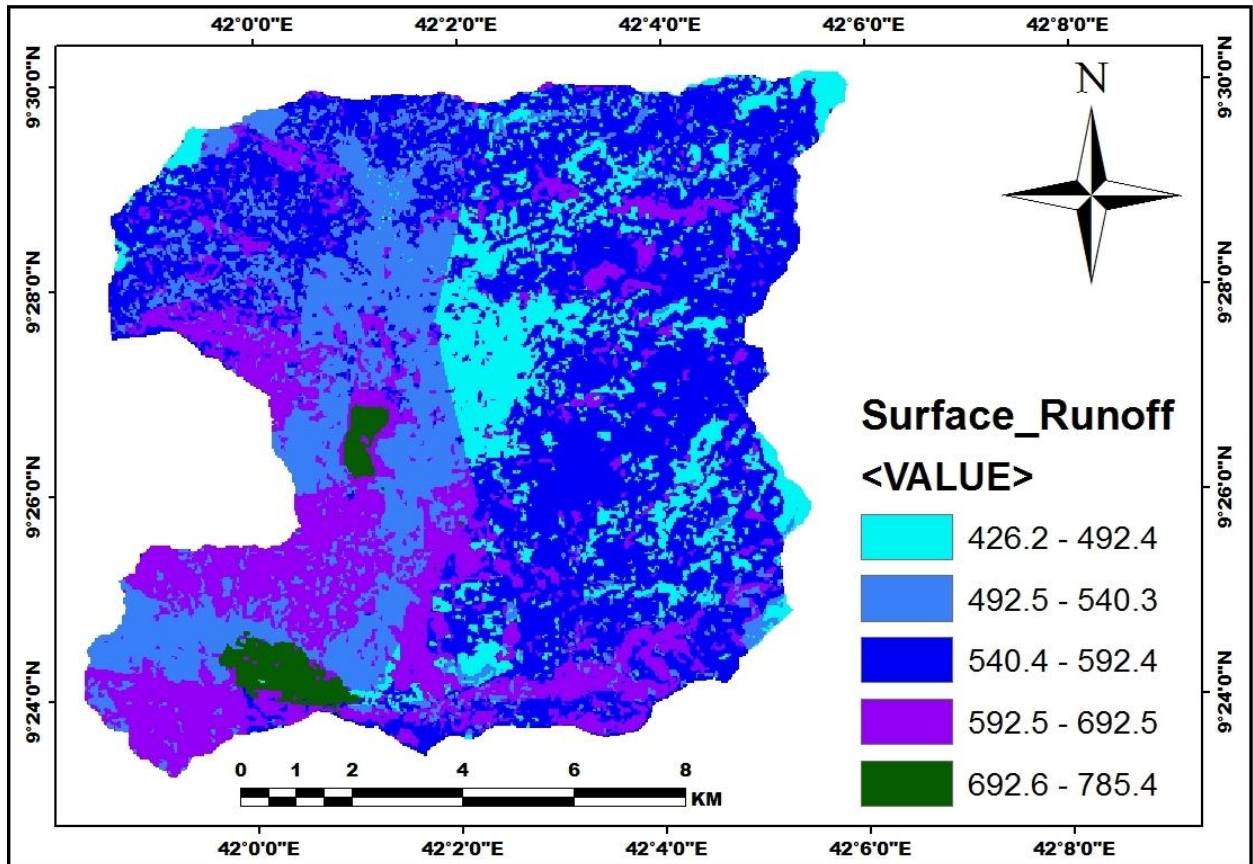 42°0'0"E 42°2'0"E 42°4'0"E 42°6'0"E 42°8'0"E
9°30'0"N
9°28'0"N
9°26'0"N
9°24'0"N
N
9°30'0"N
9°28'0"N
9°26'0"N
9°24'0"N
Surface_Runoff
<VALUE>
426.2 - 492.4
492.5 - 540.3
540.4 - 592.4
592.5 - 692.5
692.6 - 785.4
0 1 2 4 6 8
KM
42°0'0"E 42°2'0"E 42°4'0"E 42°6'0"E 42°8'0"E